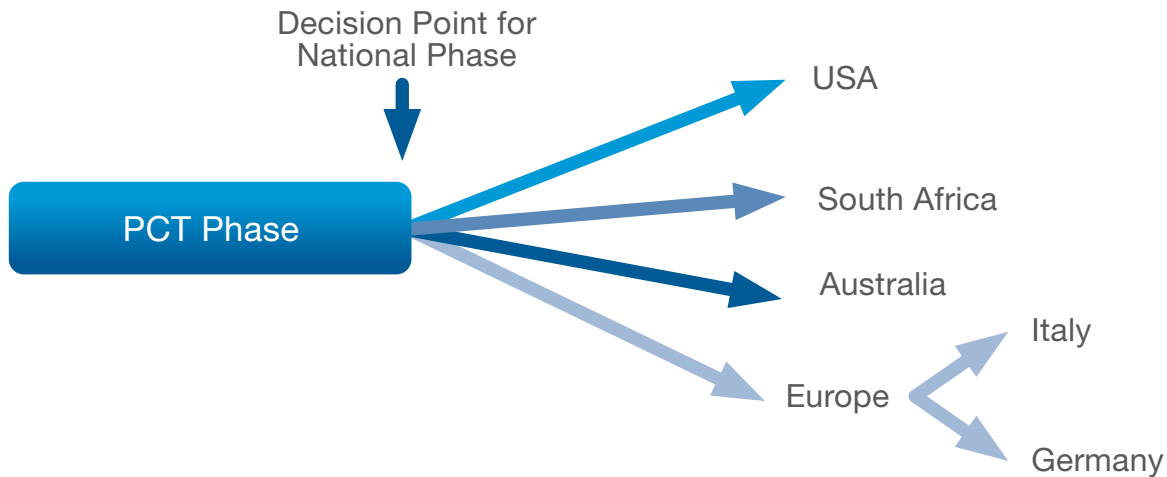 Decision Point for
National Phase
USA
PCT Phase
South Africa
Australia
Italy
Europe
Germany